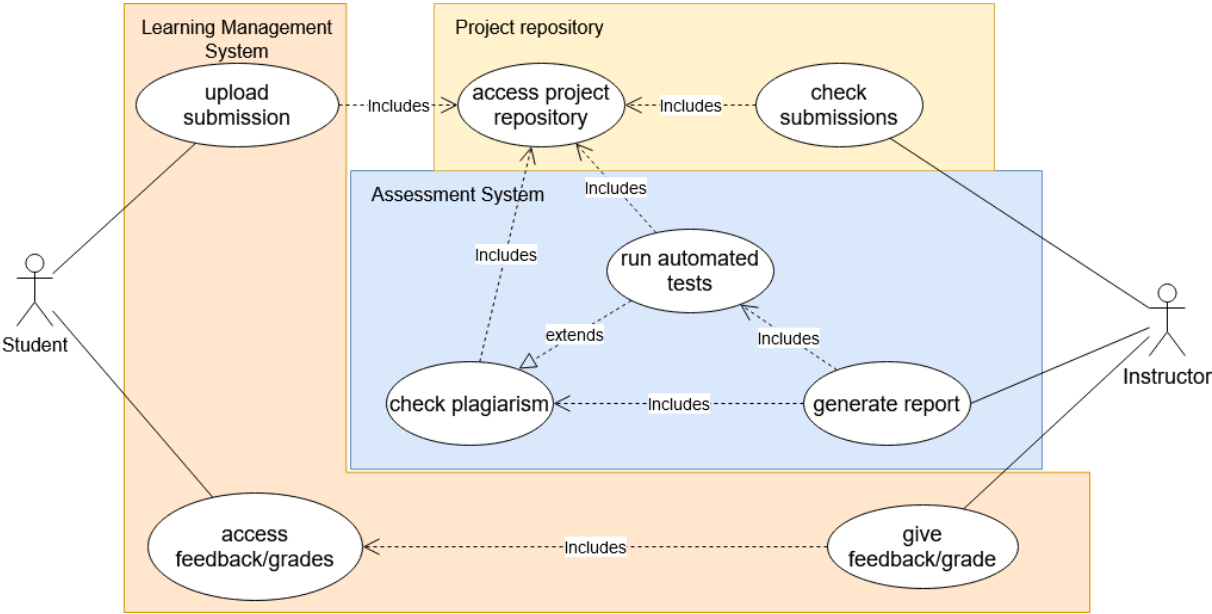 Learning Management
System
Project repository
upload
submission
Includes
access project
repository
Includes
check
submissions
Assessment System
Includes
Includes
run automated
tests
extends
Includes
Student
Instructor
check plagiarism
Includes
generate report
access
feedback/grades
Includes
give
feedback/grade